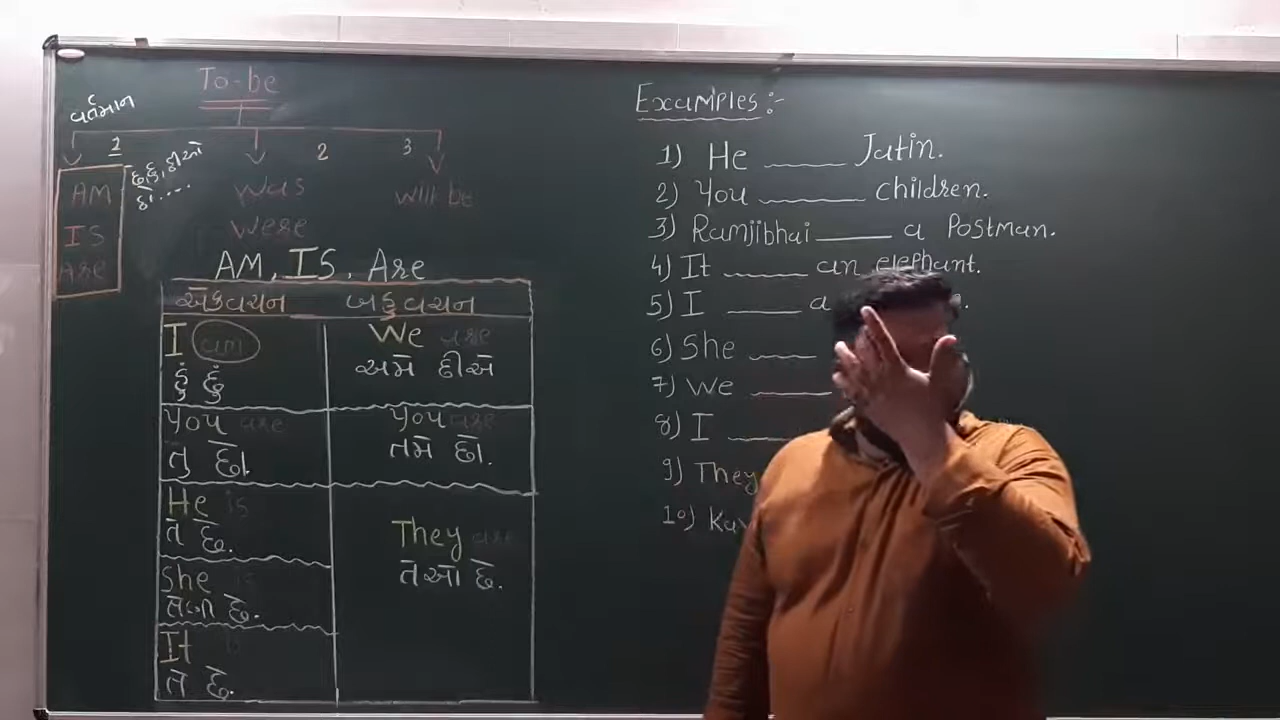 To-be
વર્તમાન
1 2 3
AM
IS
Are
છે, છું, છીએ
છો....
Was
Were
Will be
AM, IS, Are
એકવચન બહુવચન
I am
હું છું
We are
અમે છીએ
You are
તું છો.
You are
તમે છો.
He is
તે છે.
She is
તેણી છે.
It is
તે છે.
They are
તેઓ છે.
Examples :-
1) He ____ Jatin.
2) You ____ children.
3) Ramjibhai ____ a Postman.
4) It ____ an elephant.
5) I ____ a
6) She ____
7) We ____
8) I ____
9) They
10)